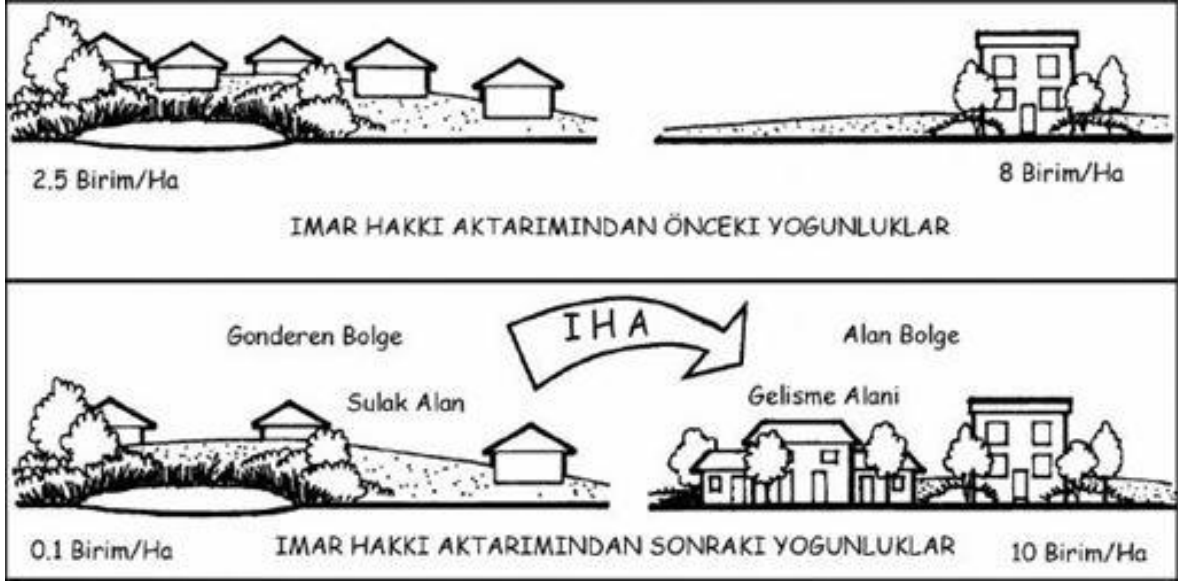 2.5 Birim/Ha
8 Birim/Ha
IMAR HAKKI AKTARIMINDAN ÖNCEKI YOGUNLUKLAR
Gonderen Bolge
I H A
Alan Bolge
Sulak Alan
Gelisme Alani
0.1 Birim/Ha
IMAR HAKKI AKTARIMINDAN SONRAKI YOGUNLUKLAR
10 Birim/Ha